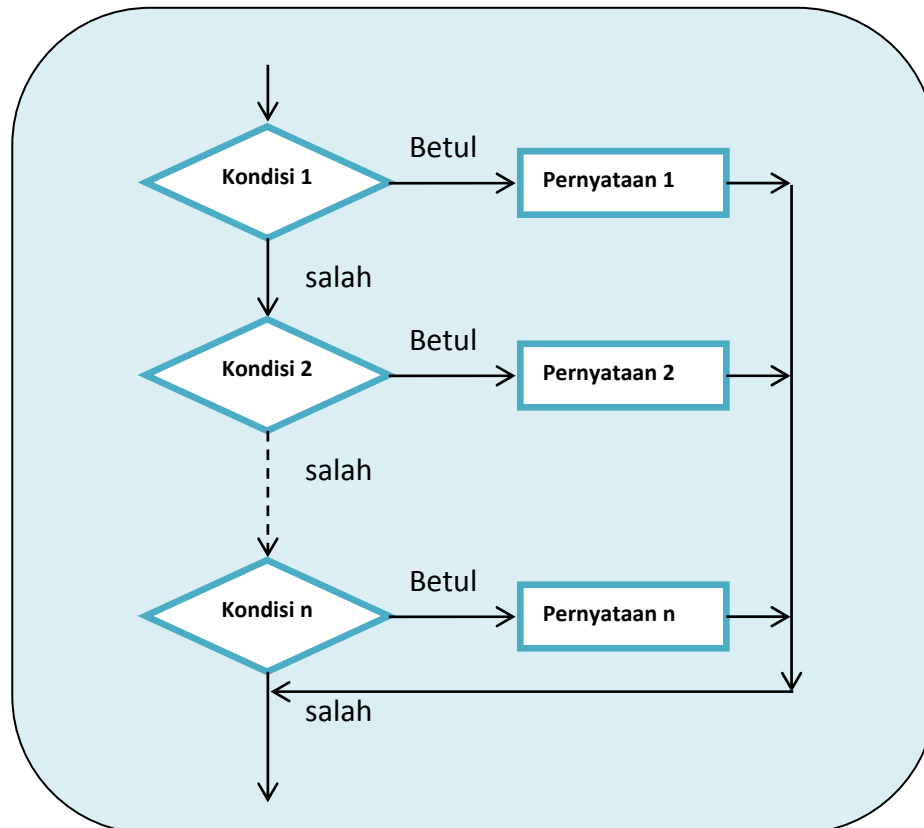 Betul
Kondisi 1
Pernyataan 1
salah
Betul
Kondisi 2
Pernyataan 2
salah
Betul
Kondisi n
Pernyataan n
salah